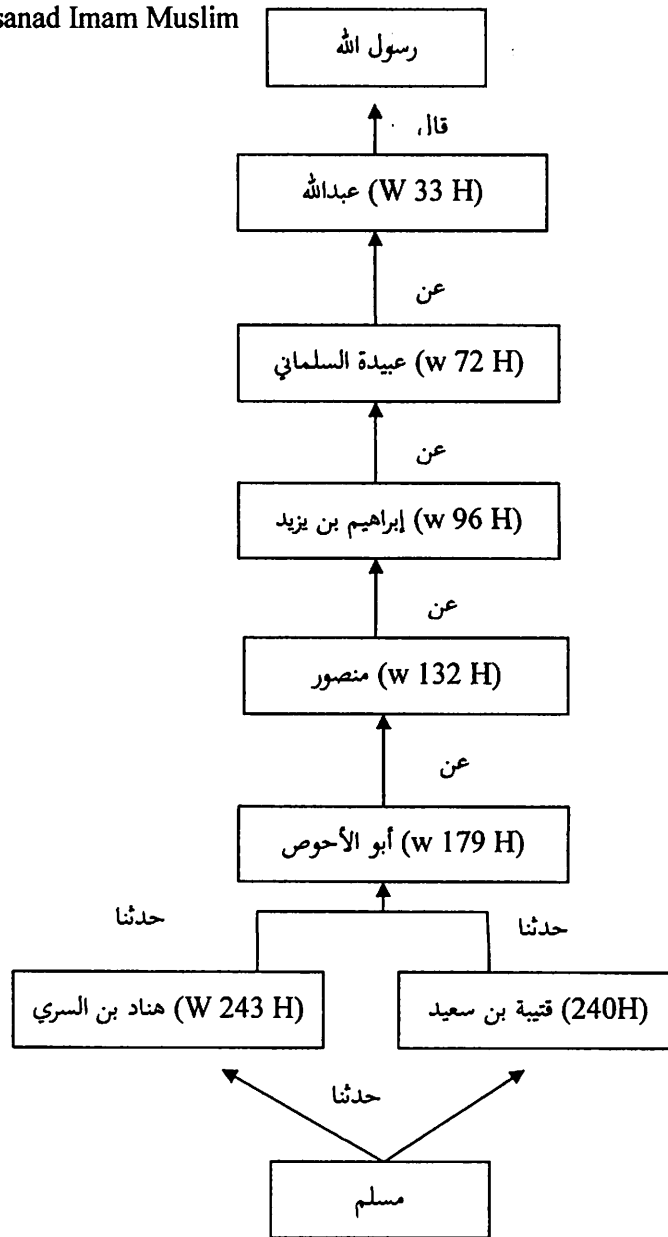 sanad Imam Muslim
رسول الله
قال
عبدالله (W 33 H)
عن
عبيدة السلماني (w 72 H)
عن
إبراهيم بن يزيد (w 96 H)
عن
منصور (w 132 H)
عن
أبو الأحوص (w 179 H)
حدثنا
حدثنا
هناد بن السري (W 243 H)
قتيبة بن سعيد (240H)
حدثنا
مسلم